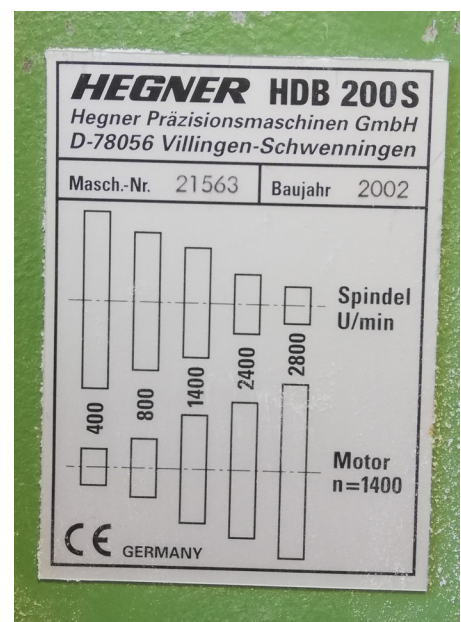 HEGNER HDB 200S
Hegner Präzisionsmaschinen GmbH
D-78056 Villingen-Schwenningen
Masch.-Nr. 21563 Baujahr 2002
Spindel
U/min
400 800 1400 2400 2800
Motor
n=1400
CE GERMANY